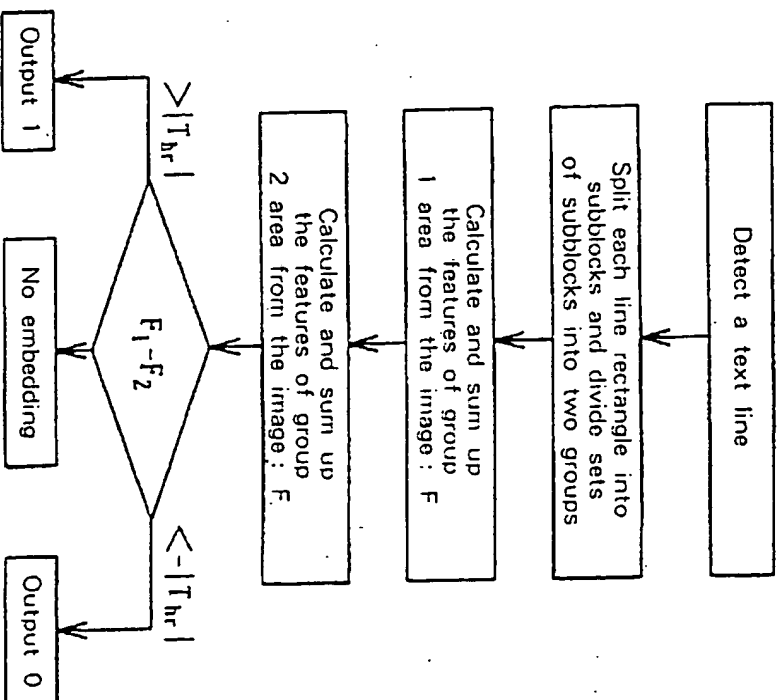 Detect a text line
Split each line rectangle into
subblocks and divide sets
of subblocks into two groups
Calculate and sum up
the features of group
1 area from the image: F
Calculate and sum up
the features of group
2 area from the image: F
F1-F2
>|Thr|
<-|Thr|
Output 1
No embedding
Output 0